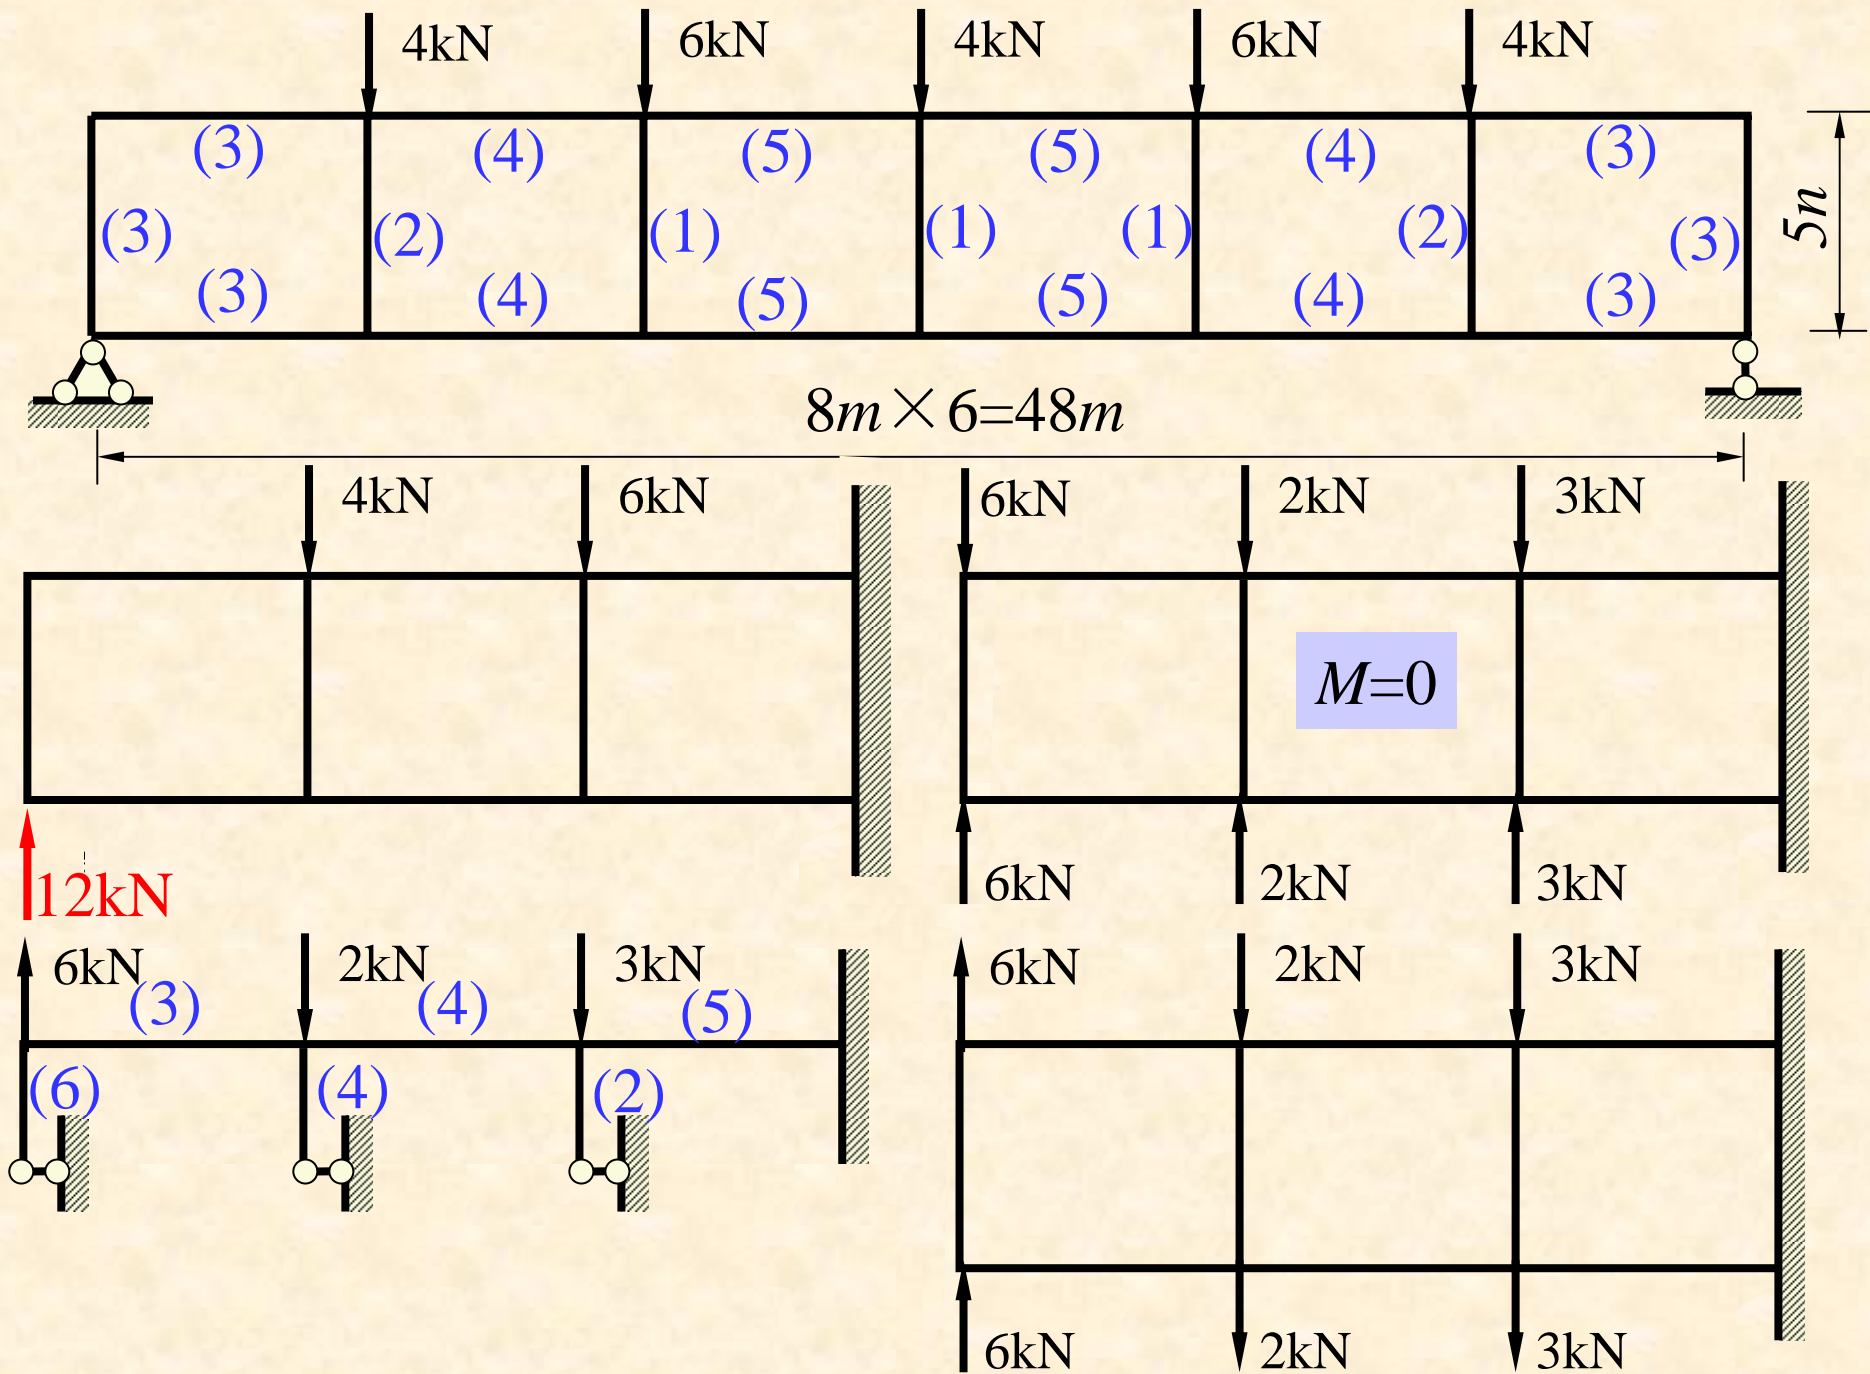 4kN 6kN 4kN 6kN 4kN
(3) (4) (5) (5) (4) (3)
(3) (2) (1) (1) (1) (2) (3)
(3) (4) (5) (5) (4) (3)
5n
8m×6=48m
4kN 6kN
6kN 2kN 3kN
M=0
12kN
6kN 2kN 3kN
6kN 2kN 3kN
(3) (4) (5)
(6) (4) (2)
6kN 2kN 3kN
6kN 2kN 3kN